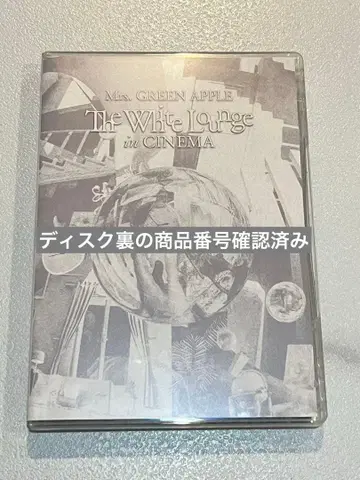 Mrs. GREEN APPLE
The White Lounge
in CINEMA
ディスク裏の商品番号確認済み